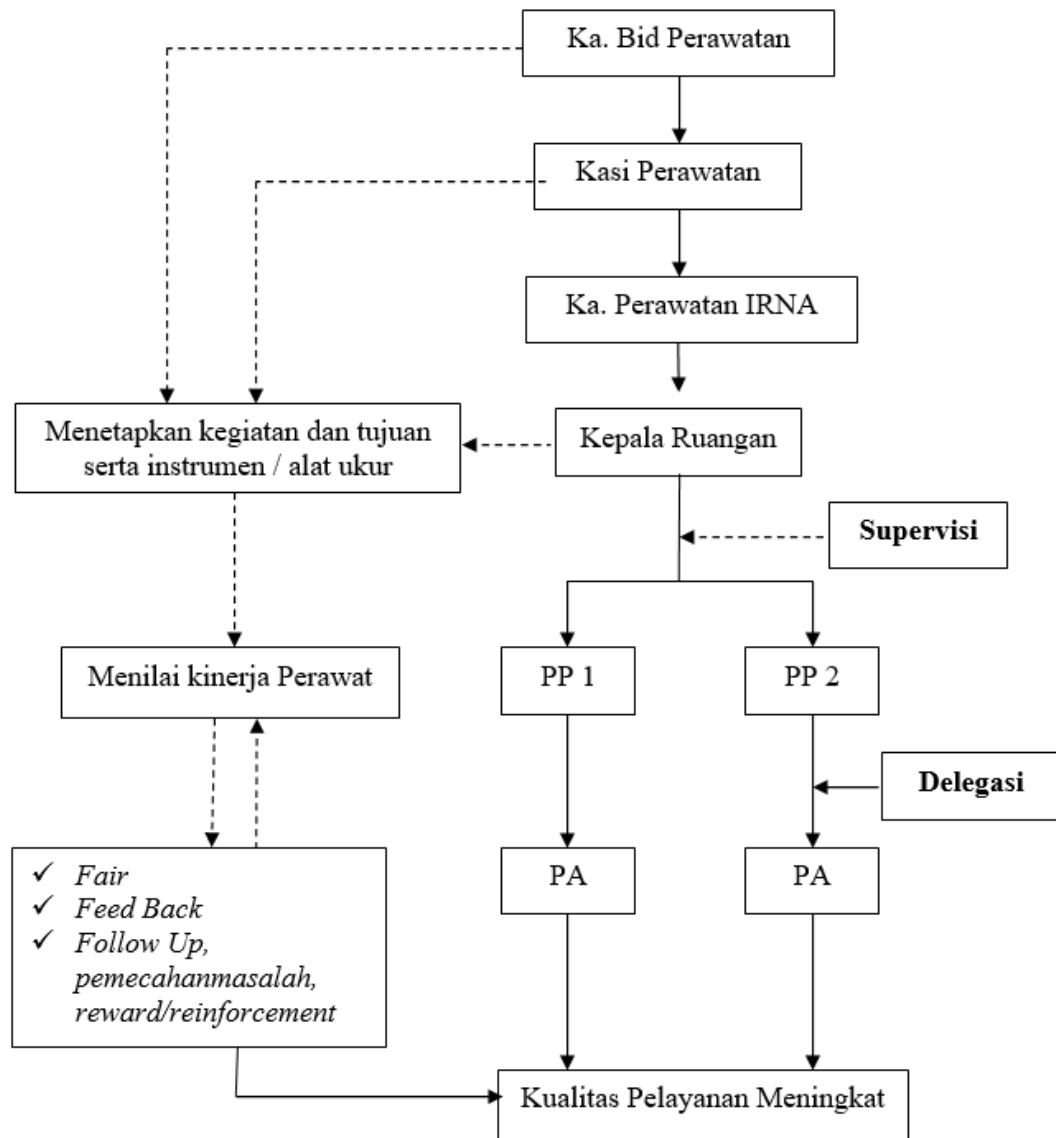 Ka. Bid Perawatan
Kasi Perawatan
Ka. Perawatan IRNA
Menetapkan kegiatan dan tujuan
serta instrumen / alat ukur
Kepala Ruangan
Supervisi
Menilai kinerja Perawat
PP 1
PP 2
Delegasi
✓ Fair
✓ Feed Back
✓ Follow Up,
pemecahanmasalah,
reward/reinforcement
PA
PA
Kualitas Pelayanan Meningkat